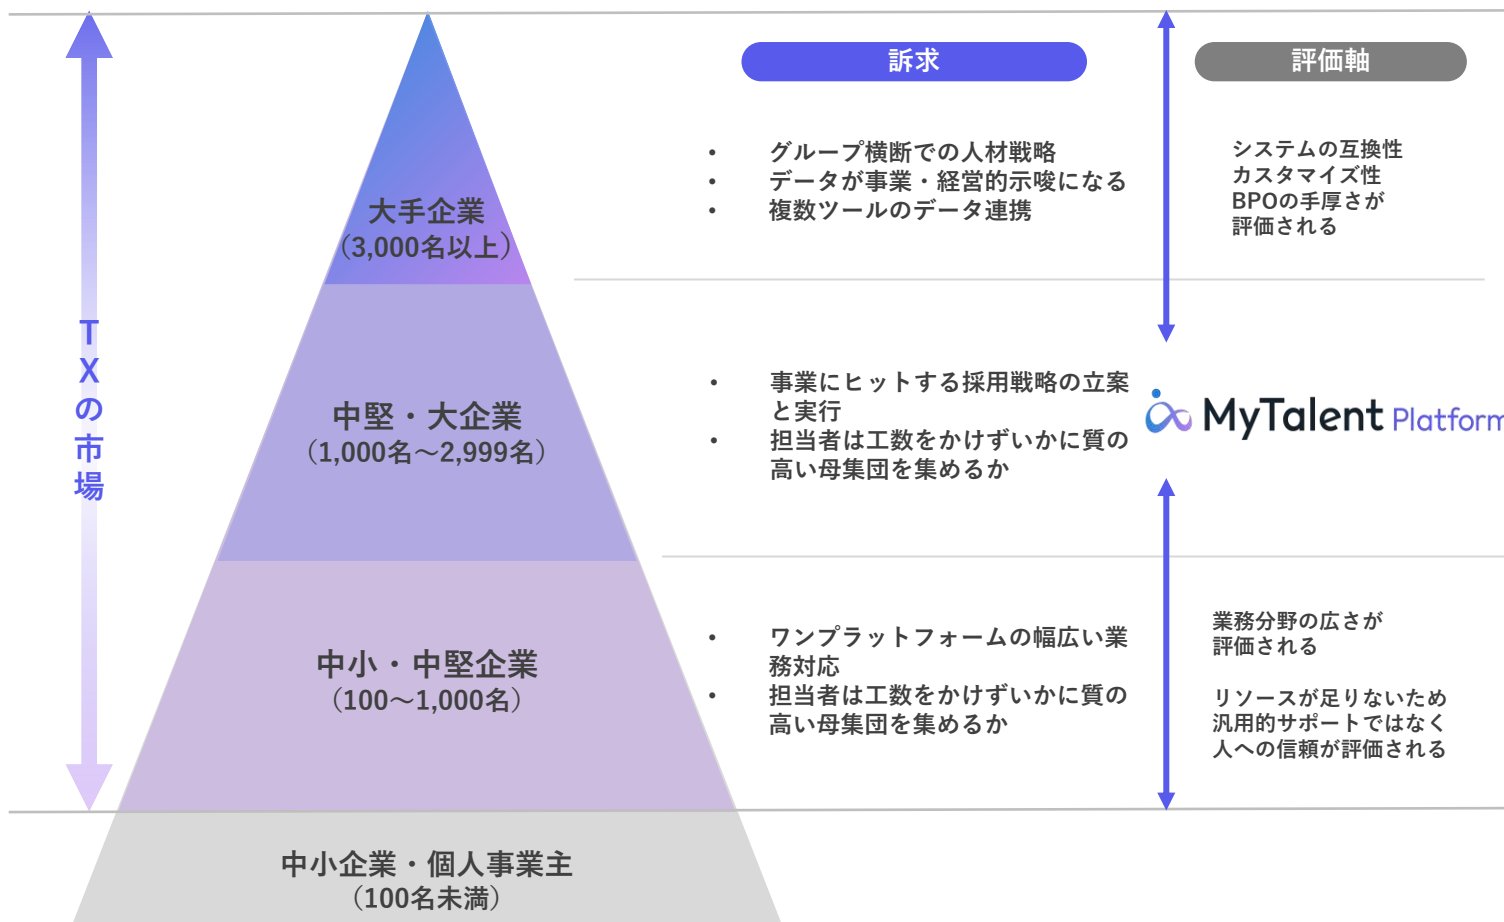 訴求
評価軸
・ グループ横断での人材戦略
・ データが事業・経営的示唆になる
・ 複数ツールのデータ連携
システムの互換性
カスタマイズ性
BPOの手厚さが
評価される
大手企業
（3,000名以上）
TXの市場
中堅・大企業
（1,000名～2,999名）
・ 事業にヒットする採用戦略の立案
と実行
・ 担当者は工数をかけずいかに質の
高い母集団を集めるか
MyTalent Platform
中小・中堅企業
（100～1,000名）
・ ワンプラットフォームの幅広い業
務対応
・ 担当者は工数をかけずいかに質の
高い母集団を集めるか
業務分野の広さが
評価される
リソースが足りないため
汎用的サポートではなく
人への信頼が評価される
中小企業・個人事業主
（100名未満）